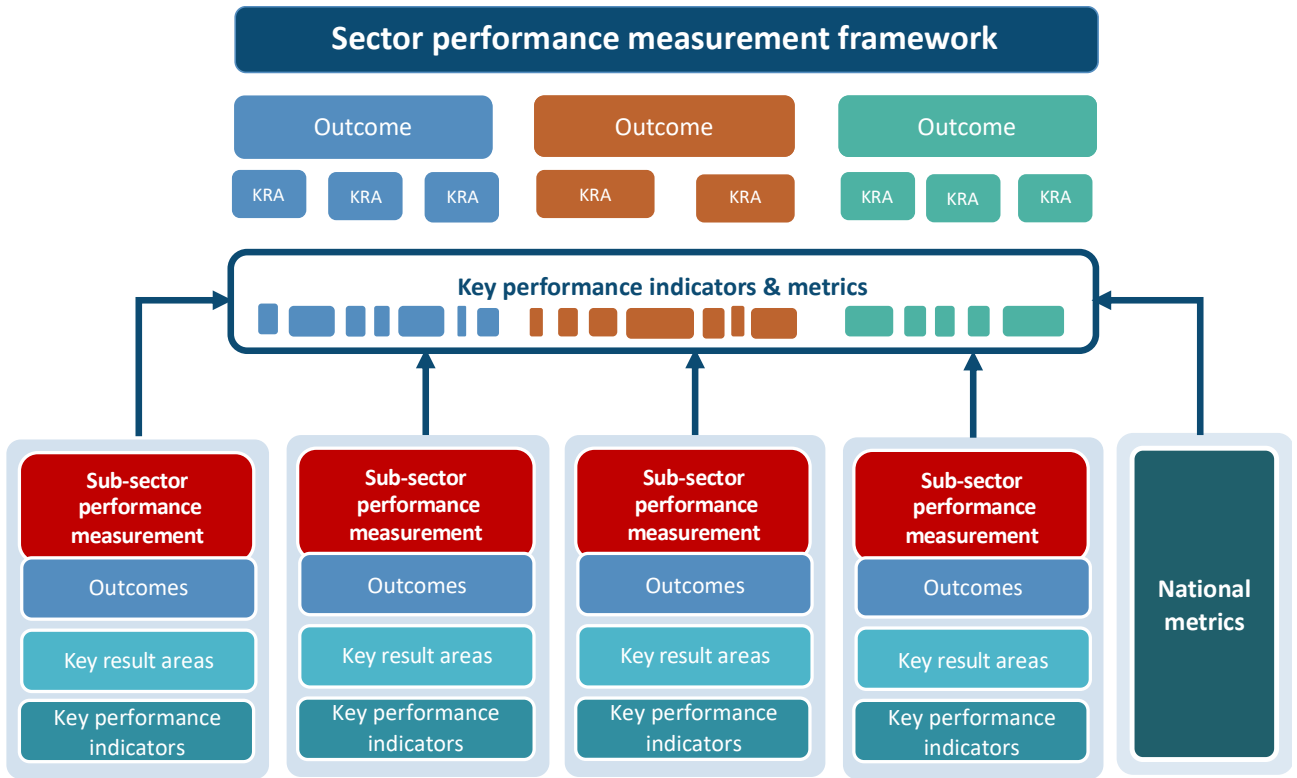 Sector performance measurement framework
Outcome
Outcome
Outcome
KRA
KRA
KRA
KRA
KRA
KRA
KRA
KRA
Key performance indicators & metrics
Sub-sector
performance
measurement
Outcomes
Key result areas
Key performance
indicators
Sub-sector
performance
measurement
Outcomes
Key result areas
Key performance
indicators
Sub-sector
performance
measurement
Outcomes
Key result areas
Key performance
indicators
Sub-sector
performance
measurement
Outcomes
Key result areas
Key performance
indicators
National
metrics